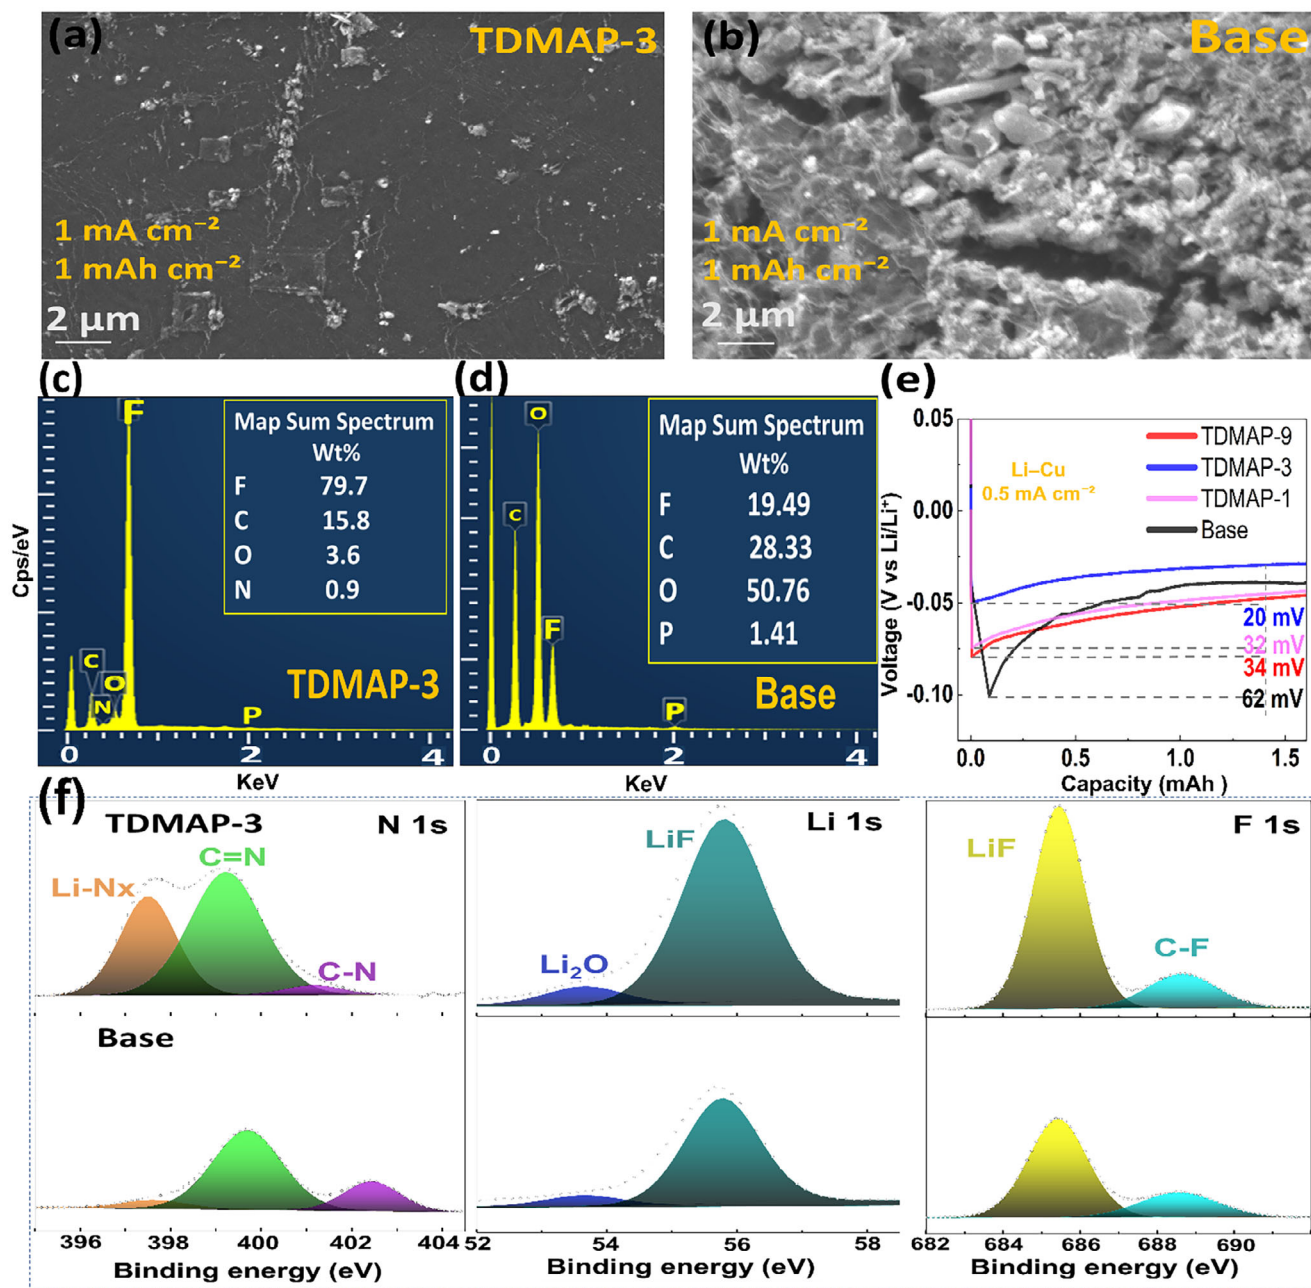 (a)
TDMAP-3
1 mA cm⁻²
1 mAh cm⁻²
2 μm
(b)
Base
1 mA cm⁻²
1 mAh cm⁻²
2 μm
(c)
F
Map Sum Spectrum
Wt%
F 79.7
C 15.8
O 3.6
N 0.9
C
O
N
P
TDMAP-3
Cps/eV
0 2 4
KeV
(d)
O
C
F
P
Map Sum Spectrum
Wt%
F 19.49
C 28.33
O 50.76
P 1.41
Base
0 2 4
KeV
(e)
0.05
0.00
-0.05
-0.10
Voltage (V vs Li/Li⁺)
Li–Cu
0.5 mA cm⁻²
TDMAP-9
TDMAP-3
TDMAP-1
Base
20 mV
32 mV
34 mV
62 mV
0.0 0.5 1.0 1.5
Capacity (mAh )
(f)
TDMAP-3
N 1s
Li-Nx
C=N
C-N
Base
396 398 400 402 404
Binding energy (eV)
Li 1s
LiF
Li₂O
52 54 56 58
Binding energy (eV)
F 1s
LiF
C-F
682 684 686 688 690
Binding energy (eV)